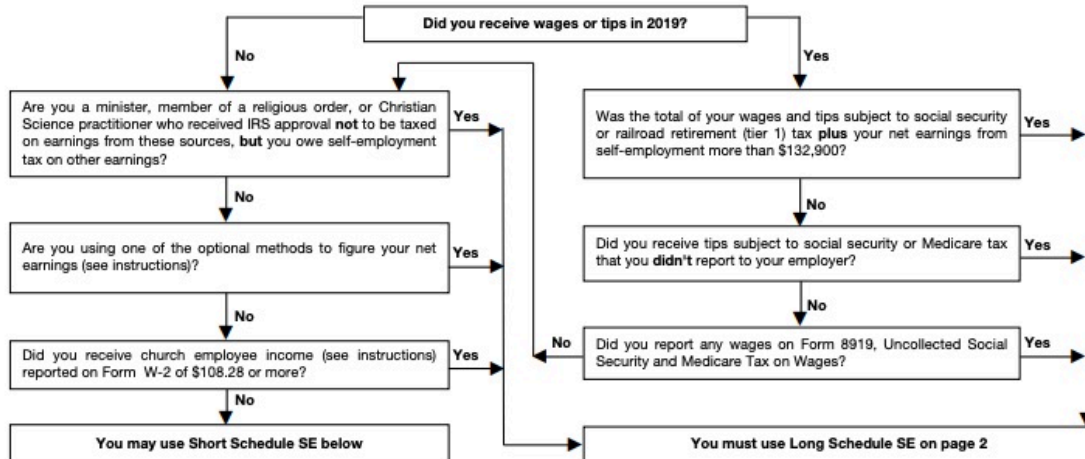 Did you receive wages or tips in 2019?
No
Yes
Are you a minister, member of a religious order, or Christian
Science practitioner who received IRS approval not to be taxed
on earnings from these sources, but you owe self-employment
tax on other earnings?
Yes
Was the total of your wages and tips subject to social security
or railroad retirement (tier 1) tax plus your net earnings from
self-employment more than $132,900?
Yes
No
No
Are you using one of the optional methods to figure your net
earnings (see instructions)?
Yes
Did you receive tips subject to social security or Medicare tax
that you didn't report to your employer?
Yes
No
No
Did you receive church employee income (see instructions)
reported on Form W-2 of $108.28 or more?
Yes
No
Did you report any wages on Form 8919, Uncollected Social
Security and Medicare Tax on Wages?
Yes
No
You may use Short Schedule SE below
You must use Long Schedule SE on page 2